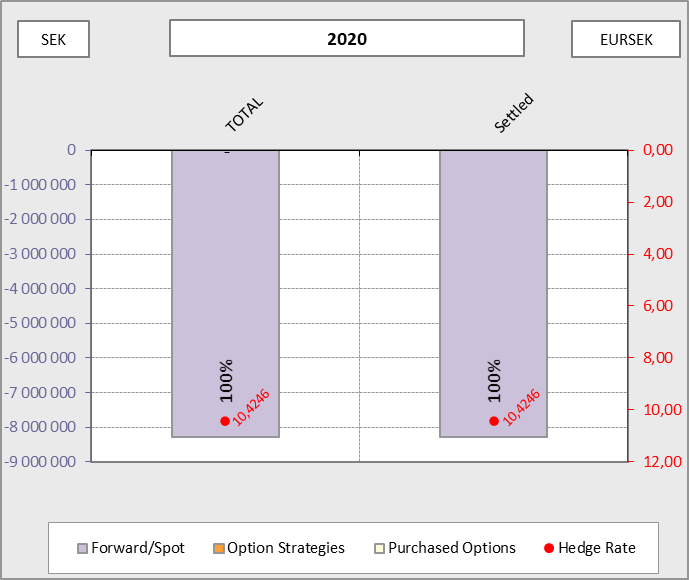 SEK
2020
EURSEK
TOTAL
Settled
0
-1 000 000
-2 000 000
-3 000 000
-4 000 000
-5 000 000
-6 000 000
-7 000 000
-8 000 000
-9 000 000
100%
10,4246
100%
10,4246
0,00
2,00
4,00
6,00
8,00
10,00
12,00
Forward/Spot
Option Strategies
Purchased Options
Hedge Rate